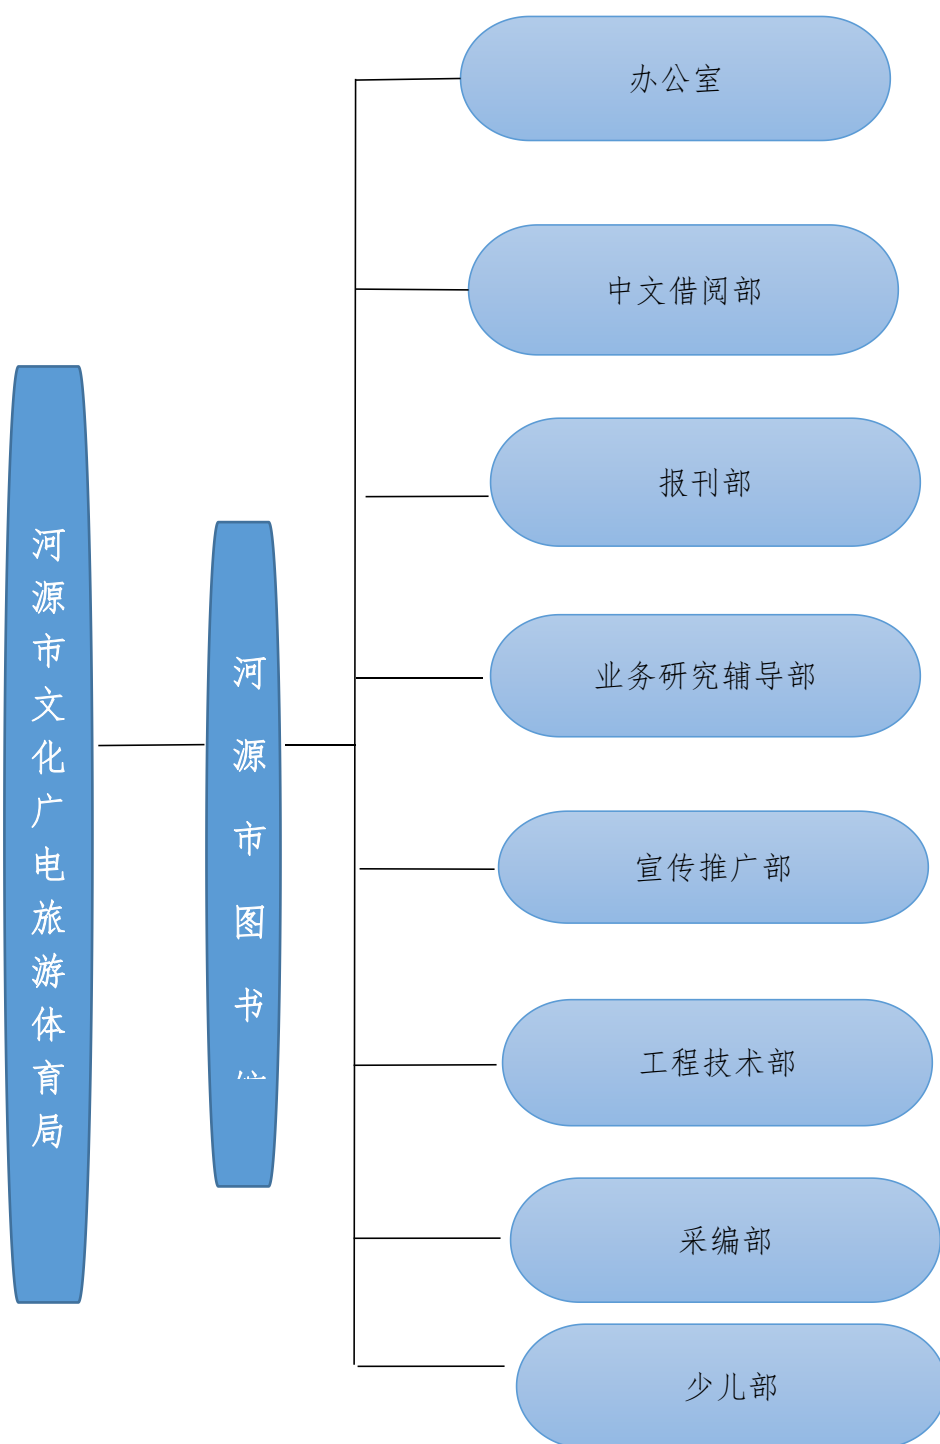 河源市文化广电旅游体育局
河源市图书
办公室
中文借阅部
报刊部
业务研究辅导部
宣传推广部
工程技术部
采编部
少儿部